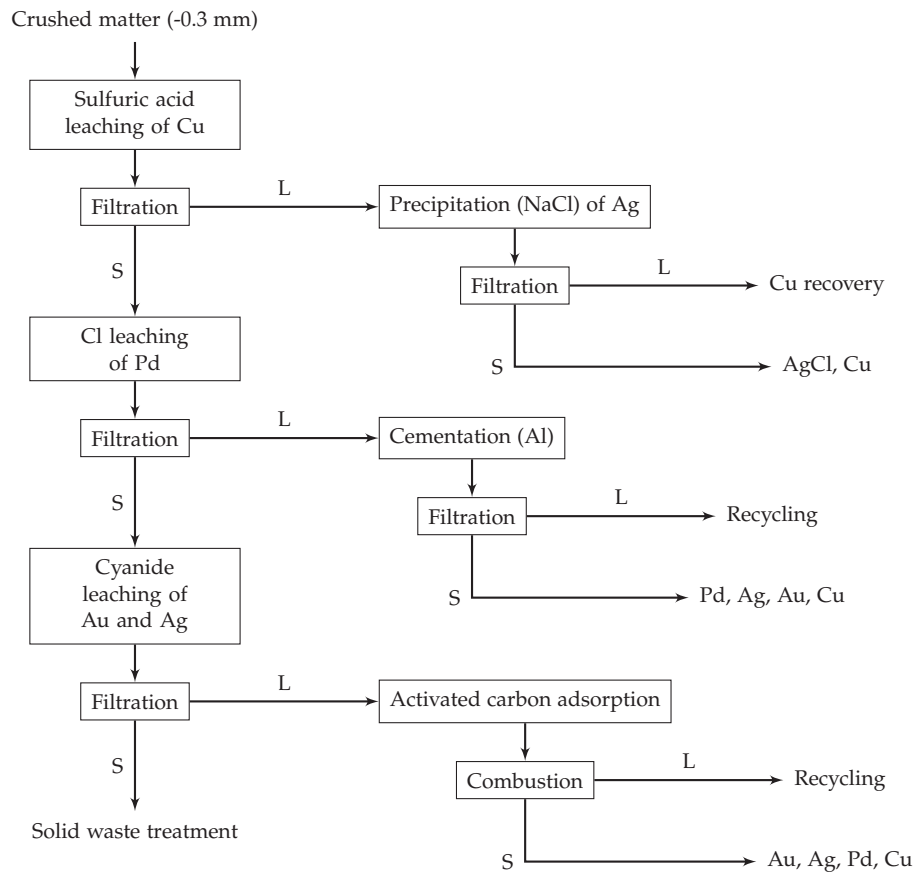 Crushed matter (-0.3 mm)
Sulfuric acid
leaching of Cu
Filtration
L
Precipitation (NaCl) of Ag
S
Filtration
L
Cu recovery
Cl leaching
of Pd
S
AgCl, Cu
Filtration
L
Cementation (Al)
S
Filtration
L
Recycling
Cyanide
leaching of
Au and Ag
S
Pd, Ag, Au, Cu
Filtration
L
Activated carbon adsorption
S
Combustion
L
Recycling
Solid waste treatment
S
Au, Ag, Pd, Cu